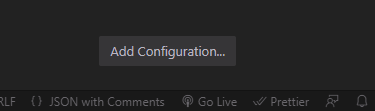 Add Configuration...
RLF {} JSON with Comments Go Live Prettier